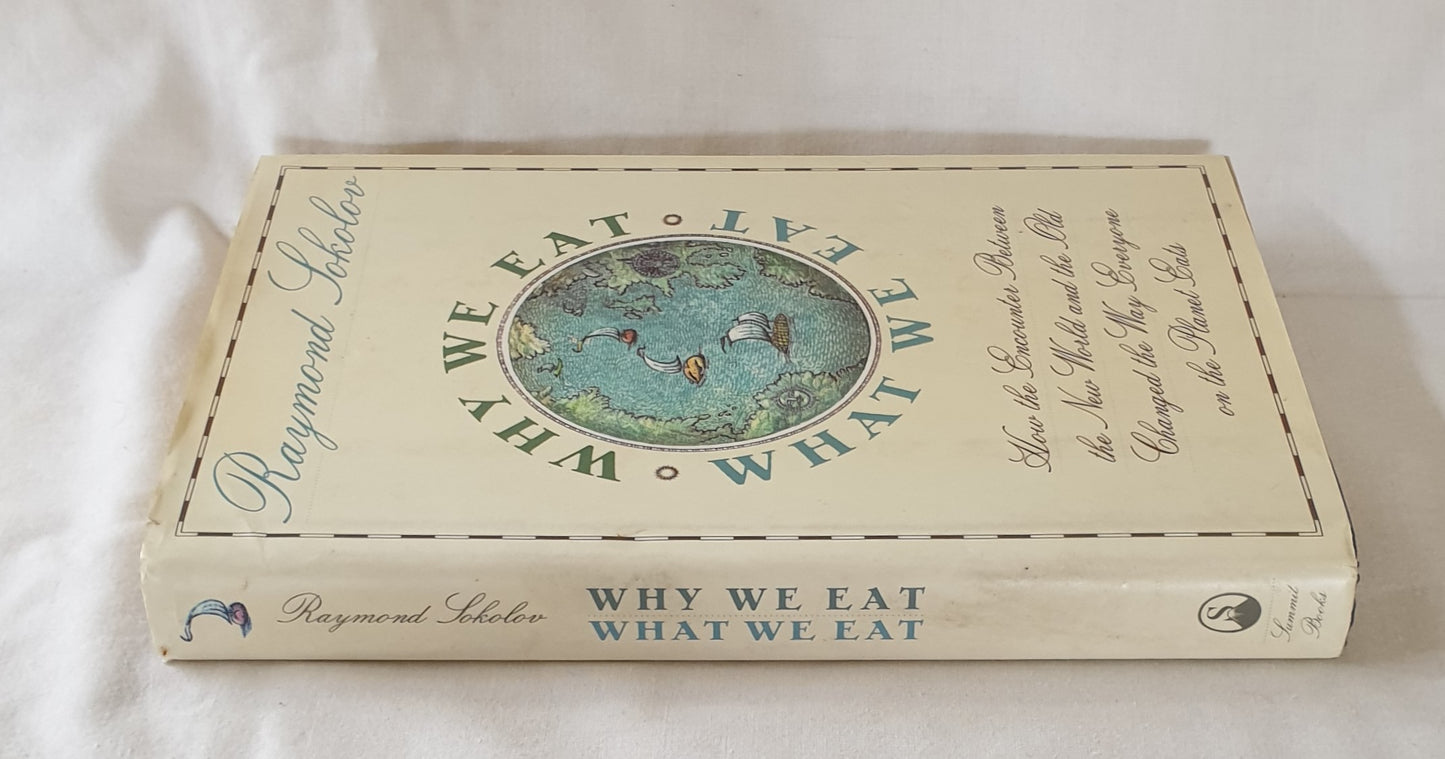 Raymond Sokolov
WHY WE EAT
WHAT WE EAT
How the Encounter Between
the New World and the Old
Changed the Way Everyone
on the Planet Eats
Raymond Sokolov
WHY WE EAT
WHAT WE EAT
S
Summit
Books